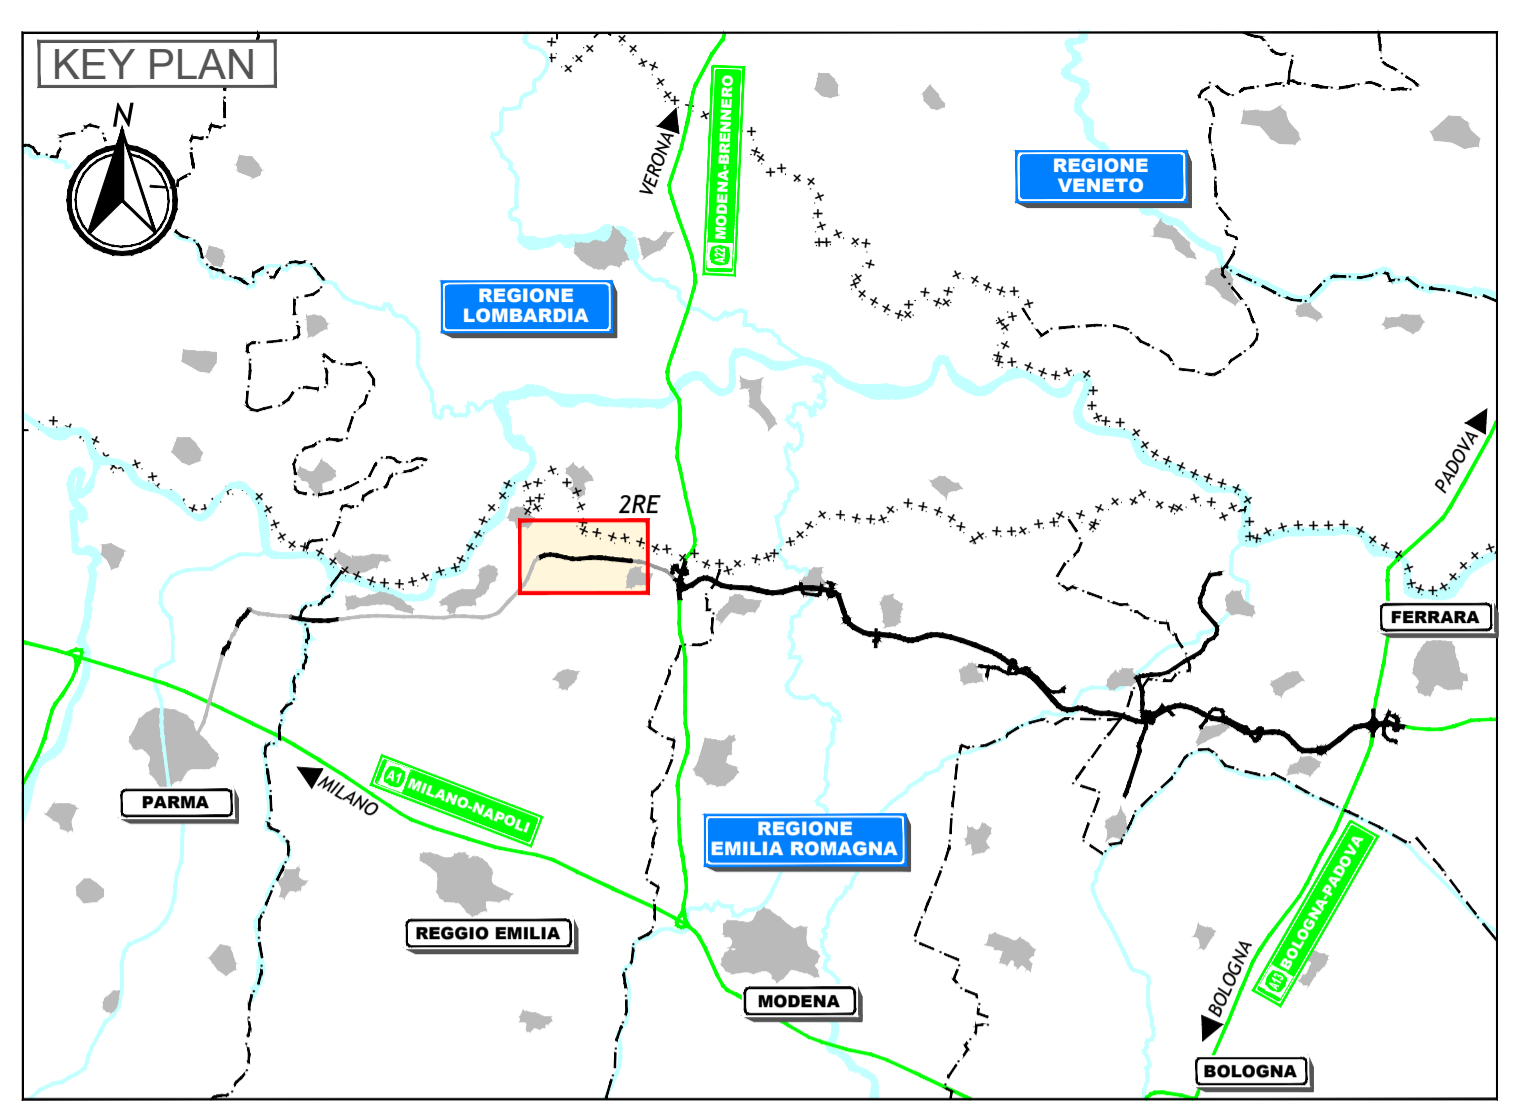 KEY PLAN
N
VERONA
A22 MODENA-BRENNERO
REGIONE
VENETO
REGIONE
LOMBARDIA
PADOVA
2RE
FERRARA
PARMA
MILANO
A1 MILANO-NAPOLI
REGIONE
EMILIA ROMAGNA
A13 BOLOGNA-PADOVA
REGGIO EMILIA
BOLOGNA
MODENA
BOLOGNA